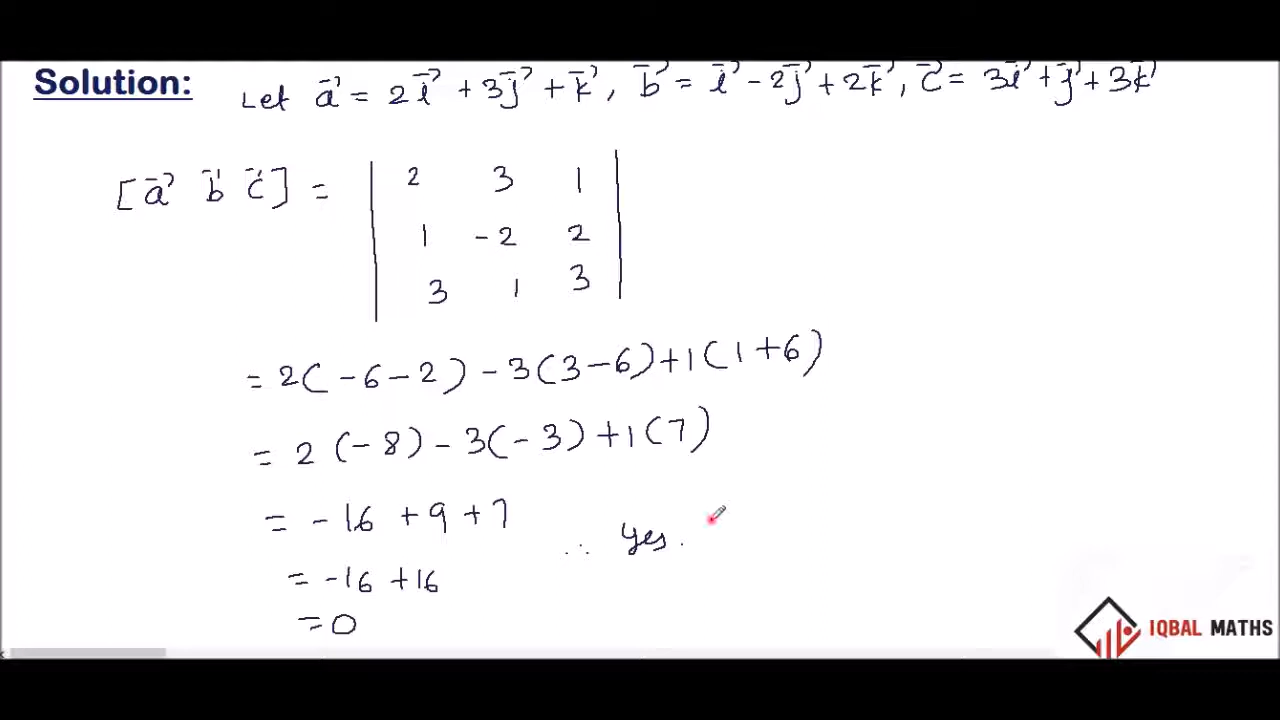 Solution: Let a⃗ = 2i⃗ + 3j⃗ + k⃗, b⃗ = i⃗ - 2j⃗ + 2k⃗, c⃗ = 3i⃗ + j⃗ + 3k⃗
[a⃗ b⃗ c⃗] = | 2 3 1 |
| 1 -2 2 |
| 3 1 3 |
= 2(-6-2) - 3(3-6) + 1(1+6)
= 2(-8) - 3(-3) + 1(7)
= -16 + 9 + 7
∴ Yes.
= -16 + 16
= 0
IQBAL MATHS